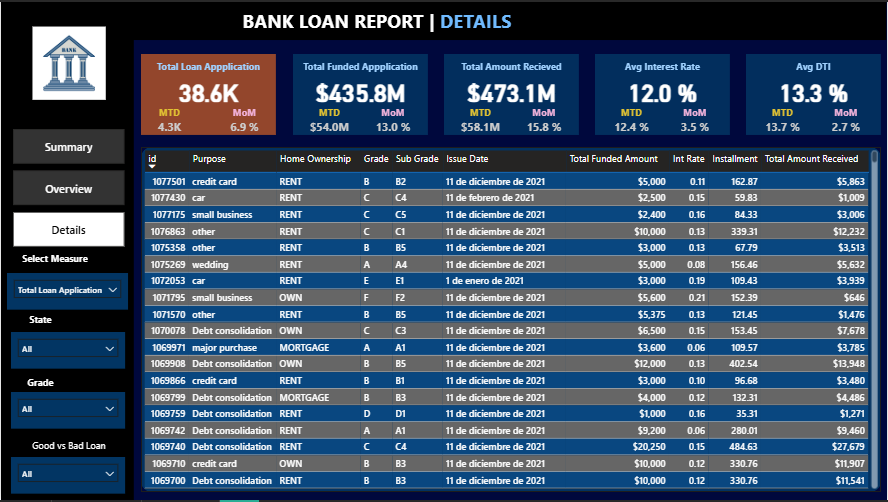 BANK LOAN REPORT | DETAILS
BANK
Total Loan Appplication
38.6K
MTD MoM
4.3K 6.9 %
Total Funded Appplication
$435.8M
MTD MoM
$54.0M 13.0 %
Total Amount Recieved
$473.1M
MTD MoM
$58.1M 15.8 %
Avg Interest Rate
12.0 %
MTD MoM
12.4 % 3.5 %
Avg DTI
13.3 %
MTD MoM
13.7 % 2.7 %
Summary
Overview
Details
Select Measure
Total Loan Application
State
All
Grade
All
Good vs Bad Loan
All
id Purpose Home Ownership Grade Sub Grade Issue Date Total Funded Amount Int Rate Installment Total Amount Received
1077501 credit card RENT B B2 11 de diciembre de 2021 $5,000 0.11 162.87 $5,863
1077430 car RENT C C4 11 de febrero de 2021 $2,500 0.15 59.83 $1,009
1077175 small business RENT C C5 11 de diciembre de 2021 $2,400 0.16 84.33 $3,006
1076863 other RENT C C1 11 de diciembre de 2021 $10,000 0.13 339.31 $12,232
1075358 other RENT B B5 11 de diciembre de 2021 $3,000 0.13 67.79 $3,513
1075269 wedding RENT A A4 11 de diciembre de 2021 $5,000 0.08 156.46 $5,632
1072053 car RENT E E1 1 de enero de 2021 $3,000 0.19 109.43 $3,939
1071795 small business OWN F F2 11 de diciembre de 2021 $5,600 0.21 152.39 $646
1071570 other RENT B B5 11 de diciembre de 2021 $5,375 0.13 121.45 $1,476
1070078 Debt consolidation OWN C C3 11 de diciembre de 2021 $6,500 0.15 153.45 $7,678
1069971 major purchase MORTGAGE A A1 11 de diciembre de 2021 $3,600 0.06 109.57 $3,785
1069908 Debt consolidation OWN B B5 11 de diciembre de 2021 $12,000 0.13 402.54 $13,948
1069866 credit card RENT B B1 11 de diciembre de 2021 $3,000 0.10 96.68 $3,480
1069799 Debt consolidation MORTGAGE B B3 11 de diciembre de 2021 $4,000 0.12 132.31 $4,486
1069759 Debt consolidation RENT D D1 11 de diciembre de 2021 $1,000 0.16 35.31 $1,271
1069742 Debt consolidation RENT A A1 11 de diciembre de 2021 $9,200 0.06 280.01 $9,460
1069740 Debt consolidation RENT C C4 11 de diciembre de 2021 $20,250 0.15 484.63 $27,679
1069710 credit card OWN B B3 11 de diciembre de 2021 $10,000 0.12 330.76 $11,907
1069700 Debt consolidation RENT B B3 11 de diciembre de 2021 $10,000 0.12 330.76 $11,541